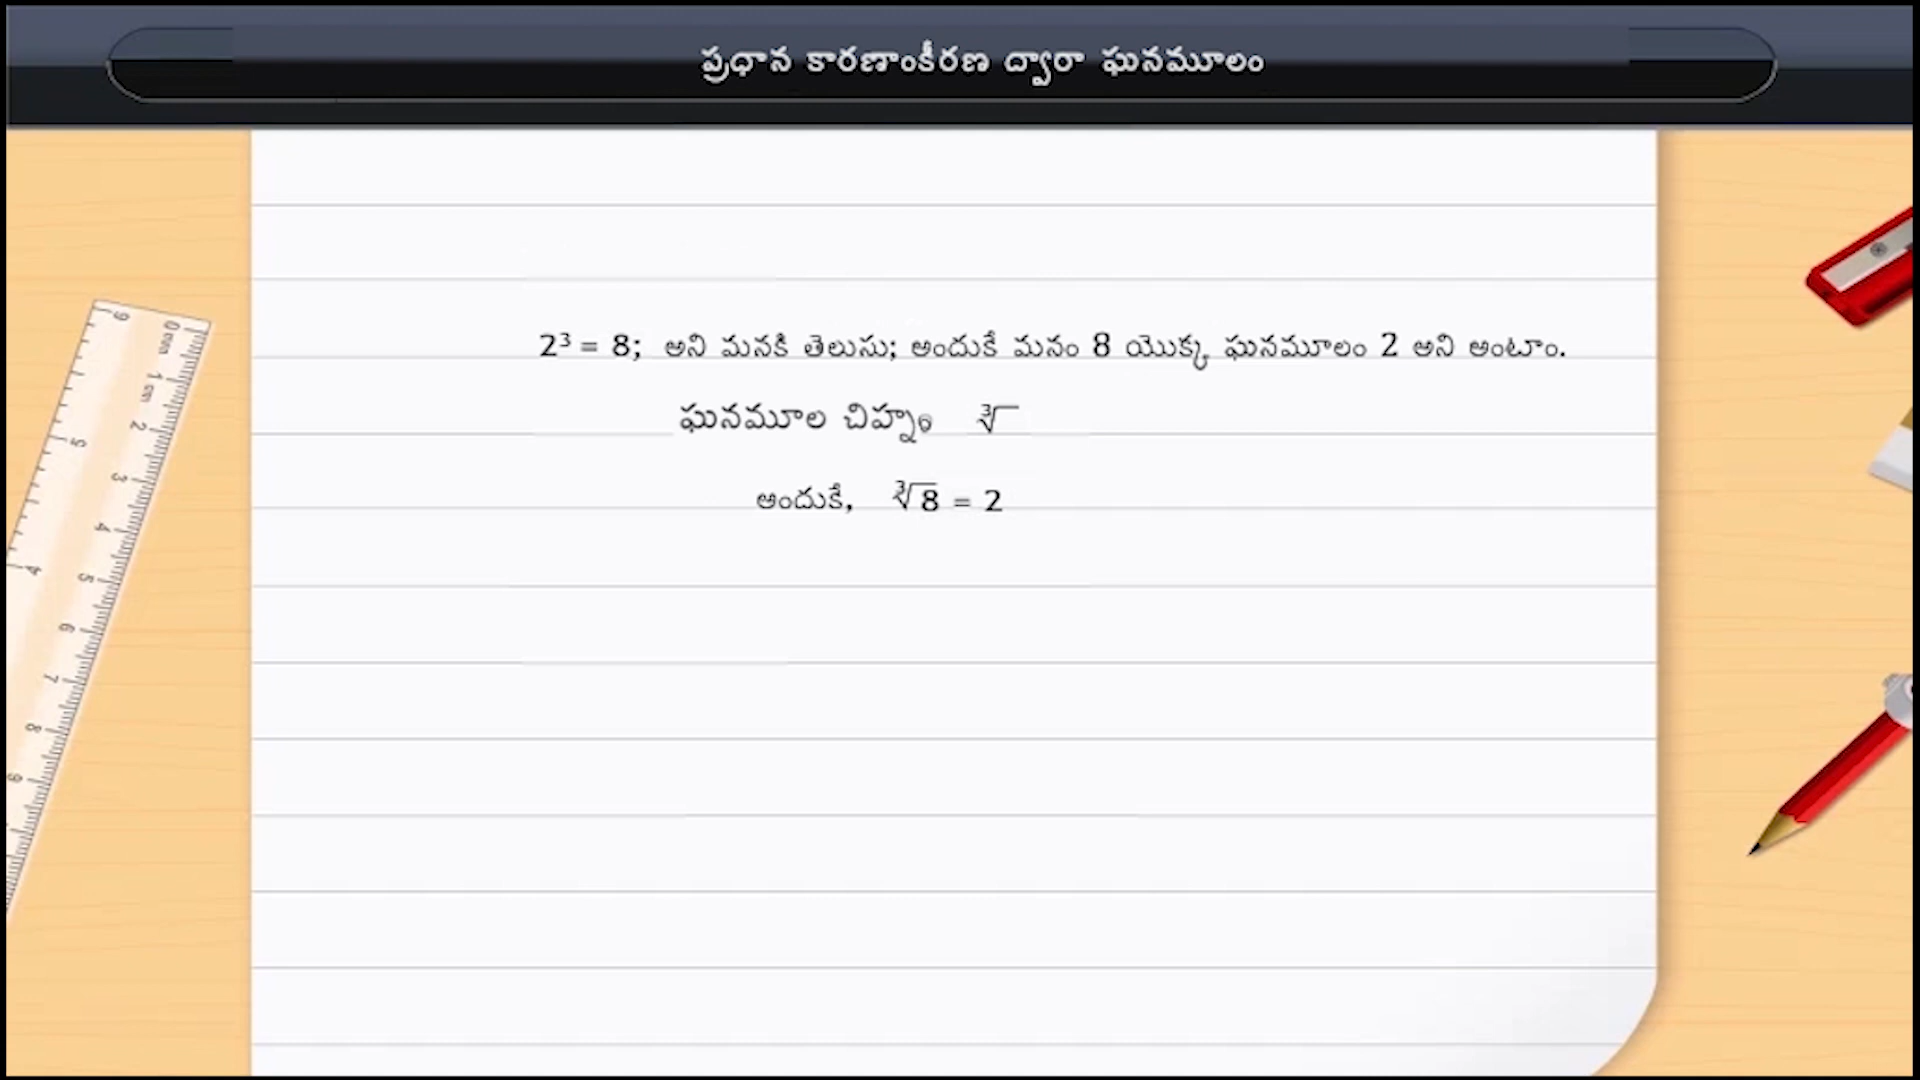 ప్రధాన కారణాంకీరణ ద్వారా ఘనమూలం
2³ = 8; అని మనకి తెలుసు; అందుకే మనం 8 యొక్క ఘనమూలం 2 అని అంటాం.
ఘనమూల చిహ్నం ∛
అందుకే, ∛8 = 2